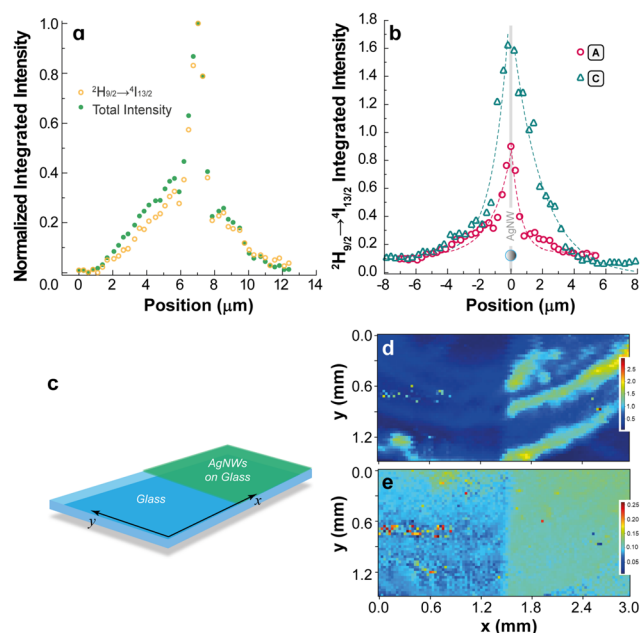 a
Normalized Integrated Intensity
1.0
0.8
0.6
0.4
0.2
0.0
²H₉/₂→⁴I₁₃/₂
Total Intensity
0 2 4 6 8 10 12 14
Position (μm)
b
²H₉/₂→⁴I₁₃/₂ Integrated Intensity
1.8
1.6
1.4
1.2
1.0
0.8
0.6
0.4
0.2
0.0
A
C
AgNW
-8 -6 -4 -2 0 2 4 6 8
Position (μm)
c
AgNWs
on Glass
Glass
x
y
d
y (mm)
0.0
0.6
1.2
2.5
2.0
1.5
1.0
0.5
e
y (mm)
0.0
0.6
1.2
0.25
0.20
0.15
0.10
0.05
0.0 0.6 1.2 1.8 2.4 3.0
x (mm)